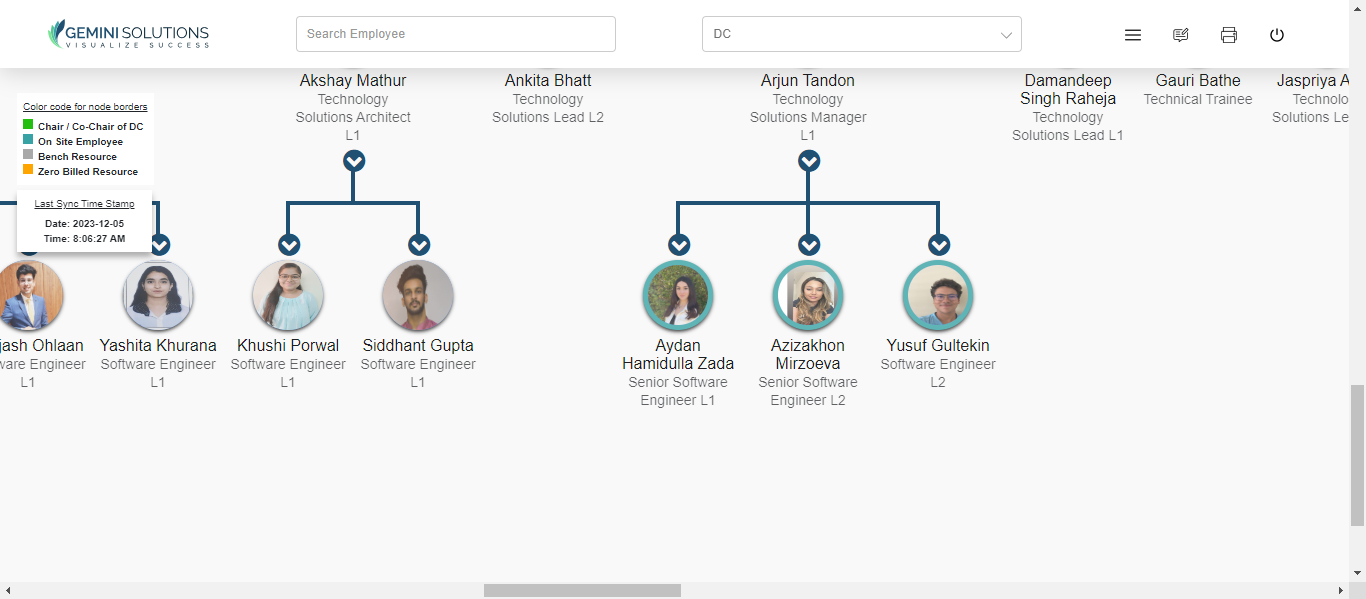 GEMINI SOLUTIONS
VISUALIZE SUCCESS
Search Employee
DC
Akshay Mathur
Technology
Solutions Architect
L1
Ankita Bhatt
Technology
Solutions Lead L2
Arjun Tandon
Technology
Solutions Manager
L1
Damandeep
Singh Raheja
Technology
Solutions Lead L1
Gauri Bathe
Technical Trainee
Jaspriya A
Technolo
Solutions Le
Color code for node borders
Chair / Co-Chair of DC
On Site Employee
Bench Resource
Zero Billed Resource
Last Sync Time Stamp
Date: 2023-12-05
Time: 8:06:27 AM
jash Ohlaan
ware Engineer
L1
Yashita Khurana
Software Engineer
L1
Khushi Porwal
Software Engineer
L1
Siddhant Gupta
Software Engineer
L1
Aydan
Hamidulla Zada
Senior Software
Engineer L1
Azizakhon
Mirzoeva
Senior Software
Engineer L2
Yusuf Gultekin
Software Engineer
L2